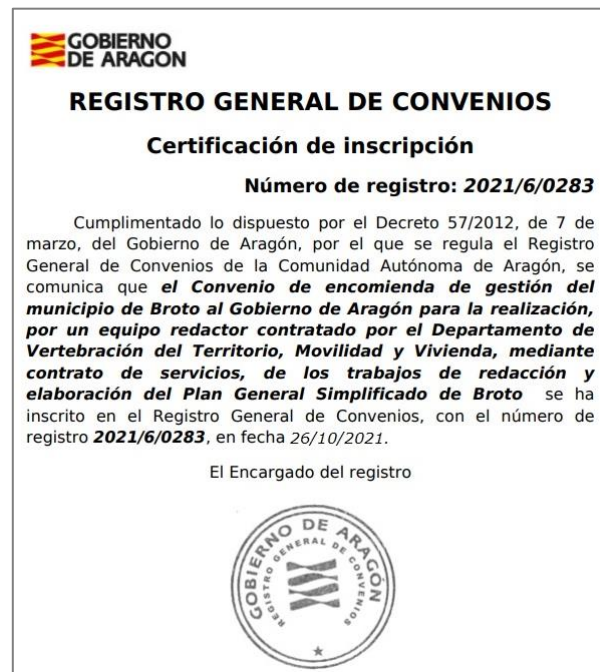 GOBIERNO
DE ARAGON
REGISTRO GENERAL DE CONVENIOS
Certificación de inscripción
Número de registro: 2021/6/0283
Cumplimentado lo dispuesto por el Decreto 57/2012, de 7 de
marzo, del Gobierno de Aragón, por el que se regula el Registro
General de Convenios de la Comunidad Autónoma de Aragón, se
comunica que el Convenio de encomienda de gestión del
municipio de Broto al Gobierno de Aragón para la realización,
por un equipo redactor contratado por el Departamento de
Vertebración del Territorio, Movilidad y Vivienda, mediante
contrato de servicios, de los trabajos de redacción y
elaboración del Plan General Simplificado de Broto se ha
inscrito en el Registro General de Convenios, con el número de
registro 2021/6/0283, en fecha 26/10/2021.
El Encargado del registro
GOBIERNO DE ARAGÓN
REGISTRO GENERAL DE CONVENIOS